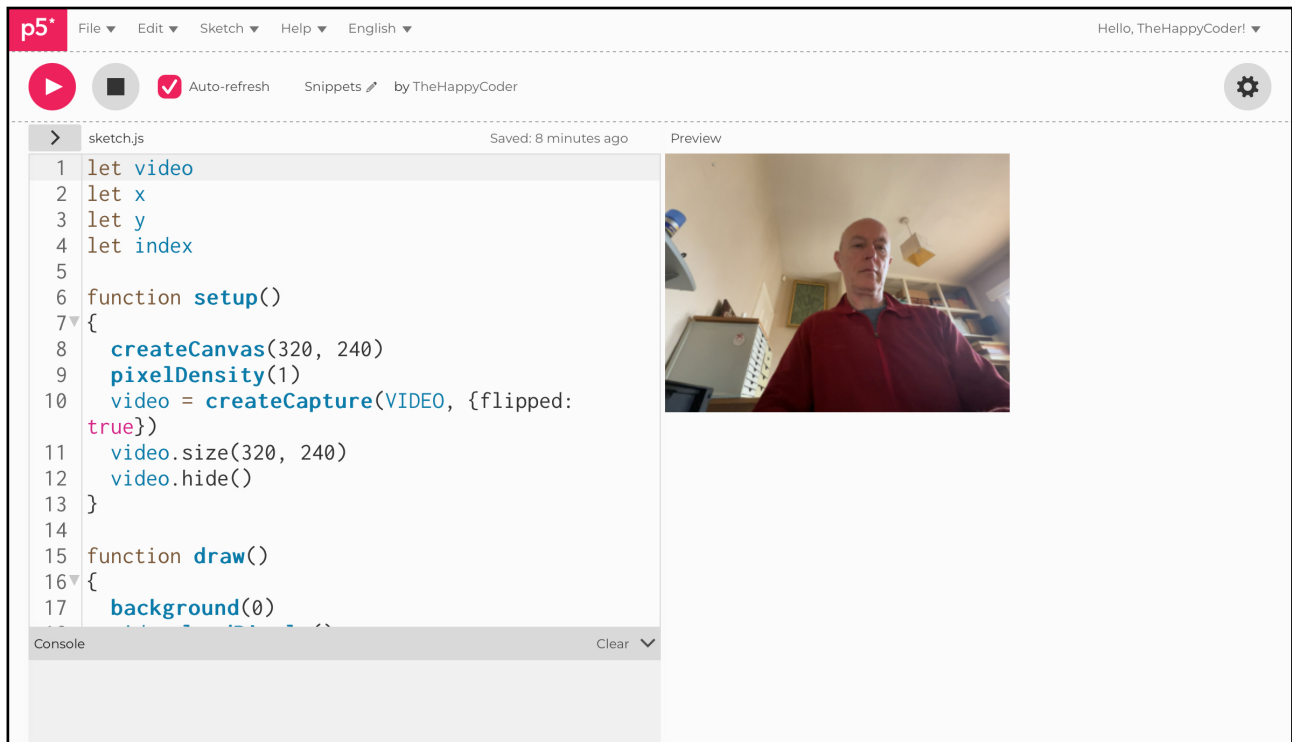 p5*
File Edit Sketch Help English Hello, TheHappyCoder!
Auto-refresh Snippets by TheHappyCoder
sketch.js Saved: 8 minutes ago Preview
1 let video
2 let x
3 let y
4 let index
5
6 function setup()
7 {
8 createCanvas(320, 240)
9 pixelDensity(1)
10 video = createCapture(VIDEO, {flipped:
true})
11 video.size(320, 240)
12 video.hide()
13 }
14
15 function draw()
16 {
17 background(0)
Console Clear